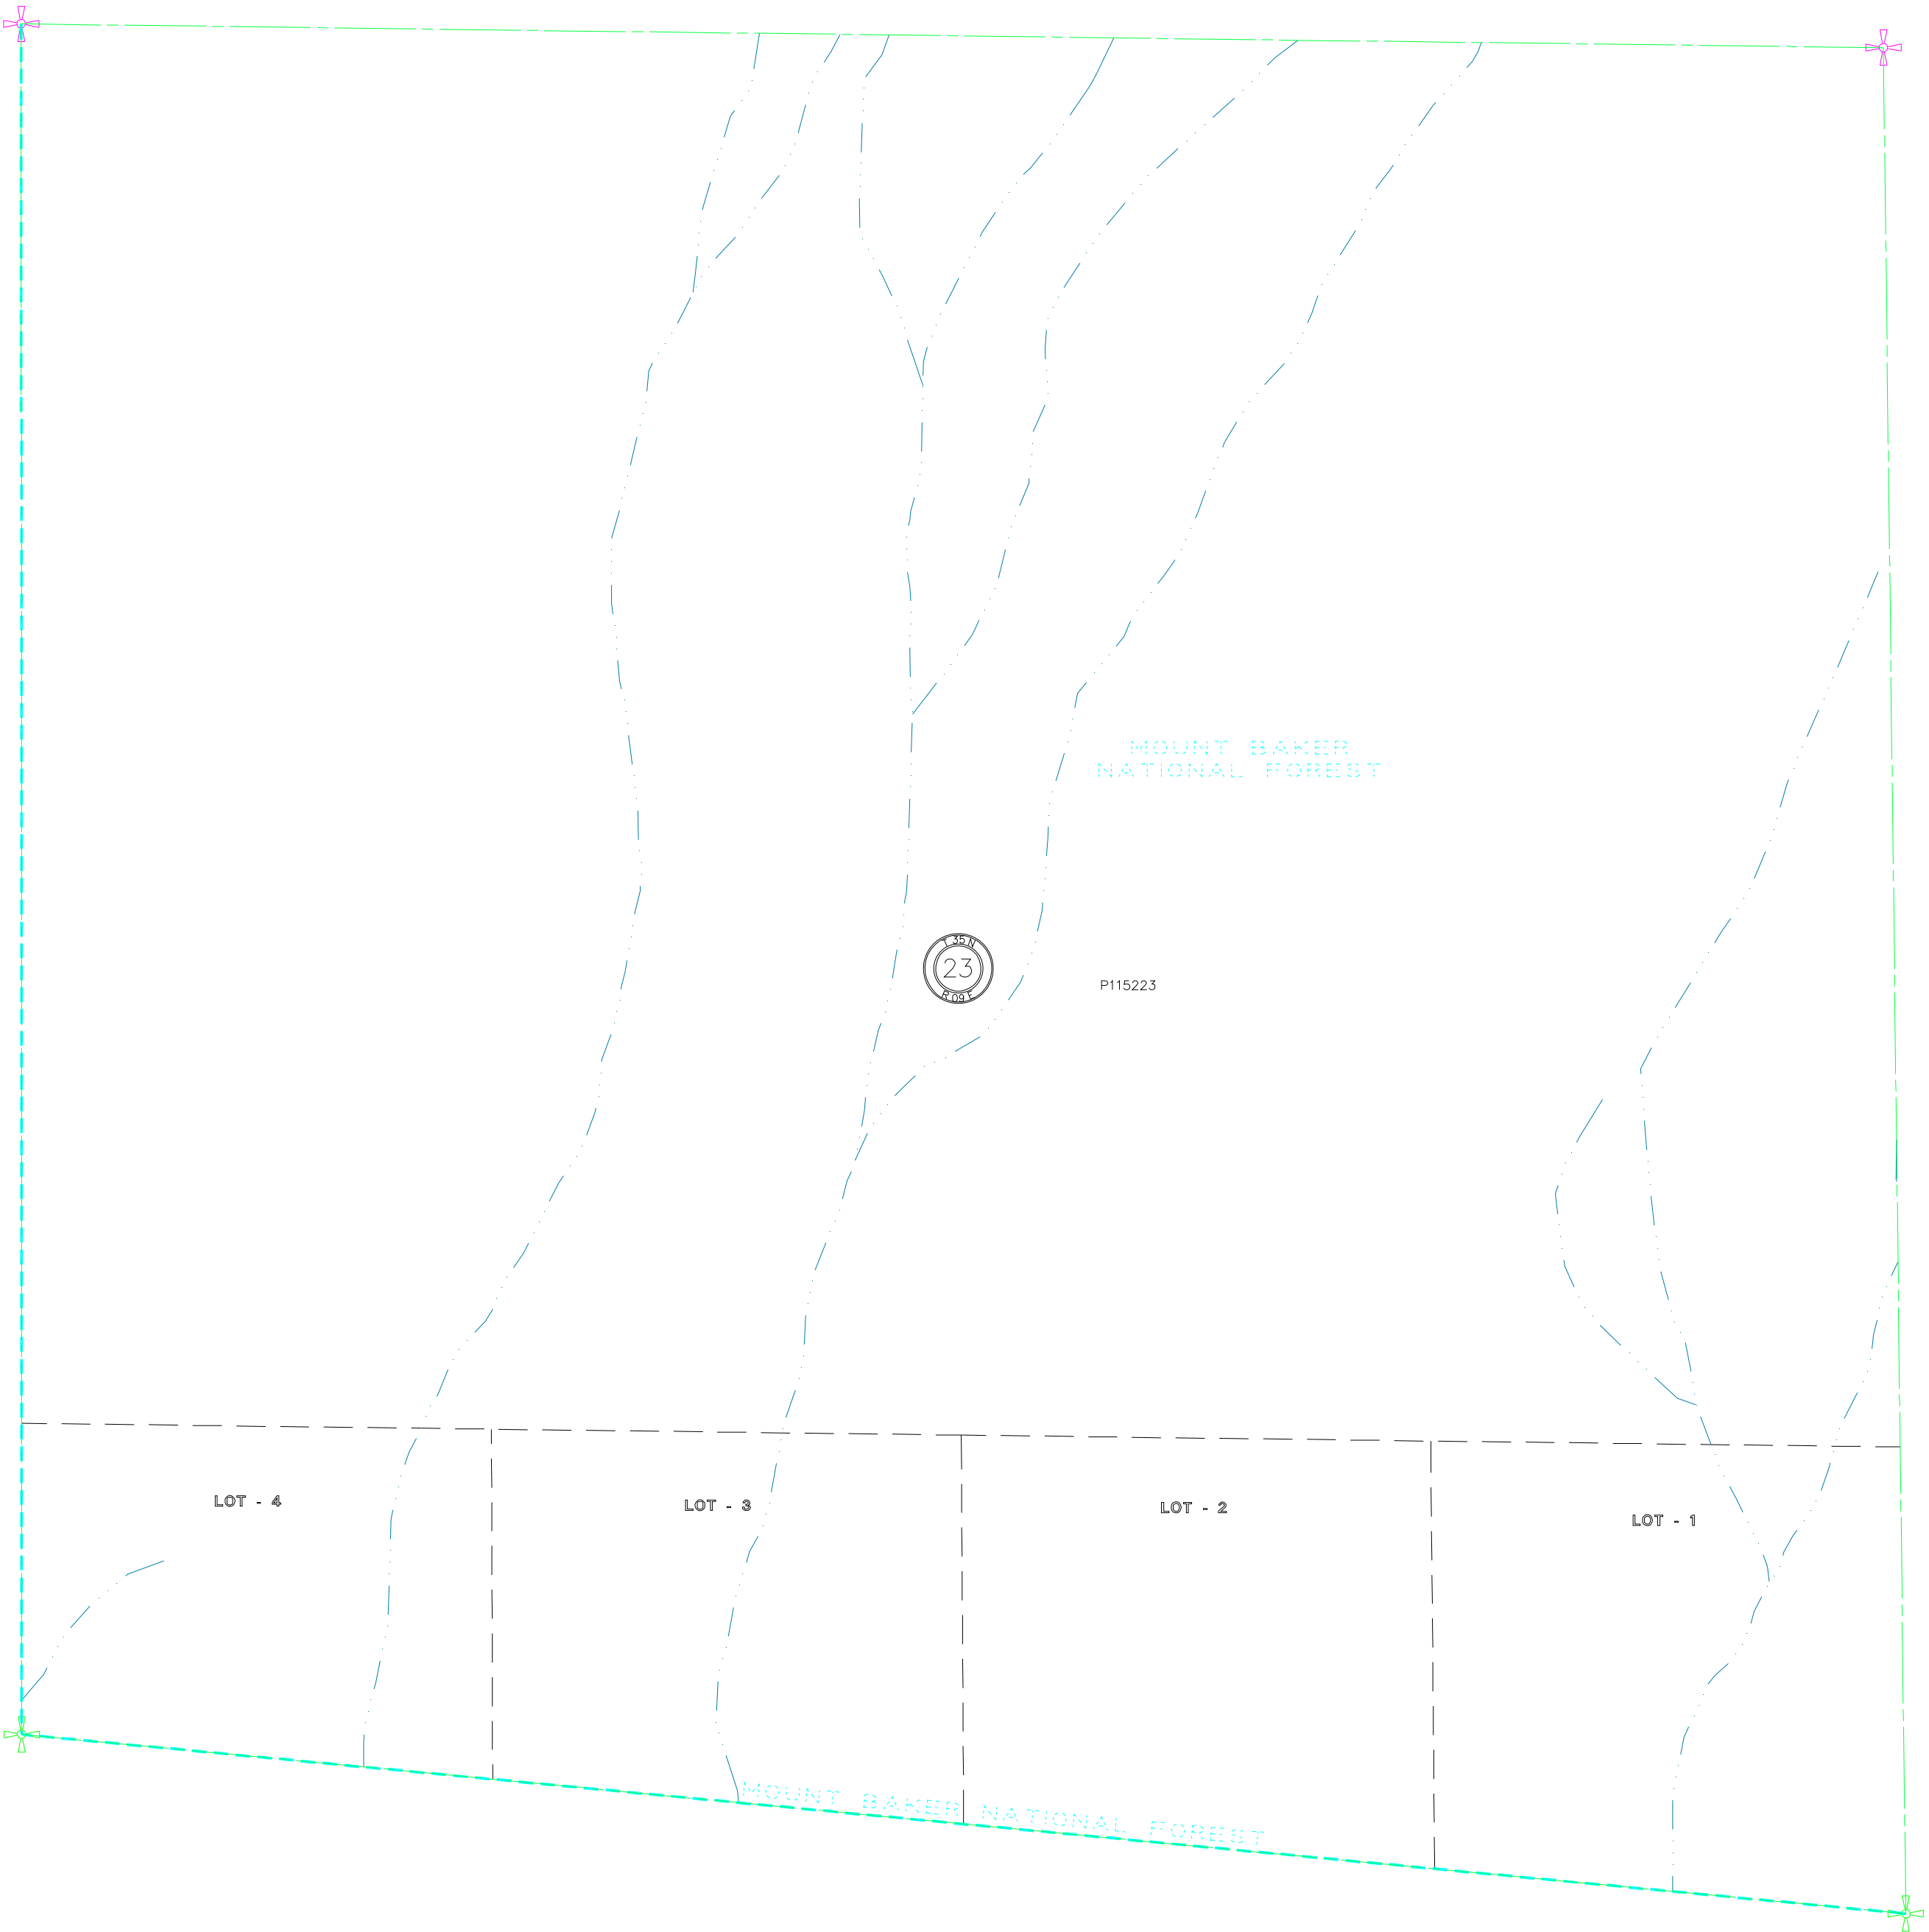 MOUNT BAKER
NATIONAL FOREST
T 35 N
23
R 09 E
P115223
LOT - 4
LOT - 3
LOT - 2
LOT - 1
MOUNT BAKER NATIONAL FOREST